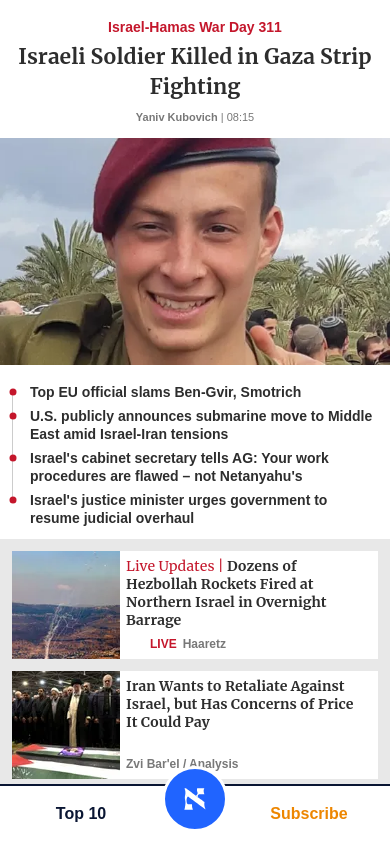 Israel-Hamas War Day 311
Israeli Soldier Killed in Gaza Strip
Fighting
Yaniv Kubovich | 08:15
Top EU official slams Ben-Gvir, Smotrich
U.S. publicly announces submarine move to Middle
East amid Israel-Iran tensions
Israel's cabinet secretary tells AG: Your work
procedures are flawed – not Netanyahu's
Israel's justice minister urges government to
resume judicial overhaul
Live Updates | Dozens of
Hezbollah Rockets Fired at
Northern Israel in Overnight
Barrage
LIVE Haaretz
Iran Wants to Retaliate Against
Israel, but Has Concerns of Price
It Could Pay
Zvi Bar'el / Analysis
Top 10
א
Subscribe